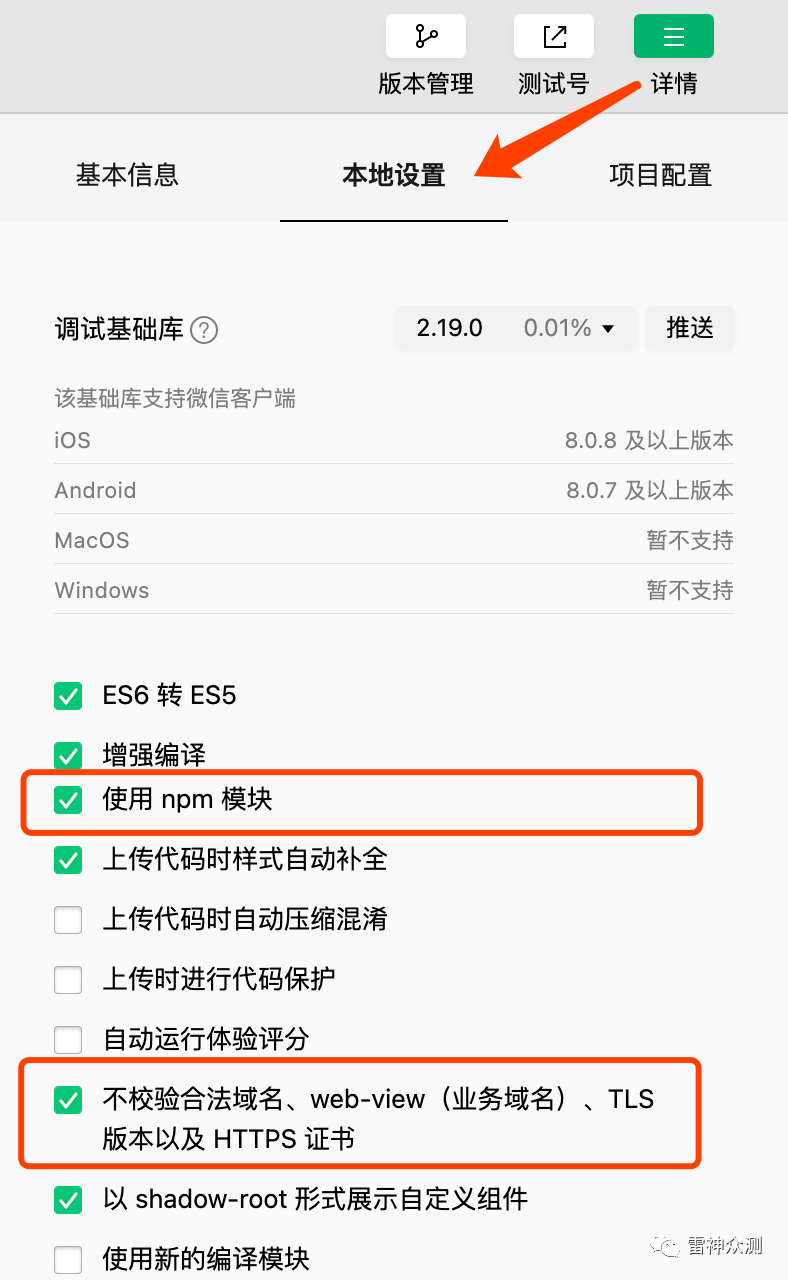 版本管理 测试号 详情
基本信息 本地设置 项目配置
调试基础库 ? 2.19.0 0.01% 推送
该基础库支持微信客户端
iOS 8.0.8 及以上版本
Android 8.0.7 及以上版本
MacOS 暂不支持
Windows 暂不支持
ES6 转 ES5
增强编译
使用 npm 模块
上传代码时样式自动补全
上传代码时自动压缩混淆
上传时进行代码保护
自动运行体验评分
不校验合法域名、web-view（业务域名）、TLS
版本以及 HTTPS 证书
以 shadow-root 形式展示自定义组件
使用新的编译模块
雷神众测